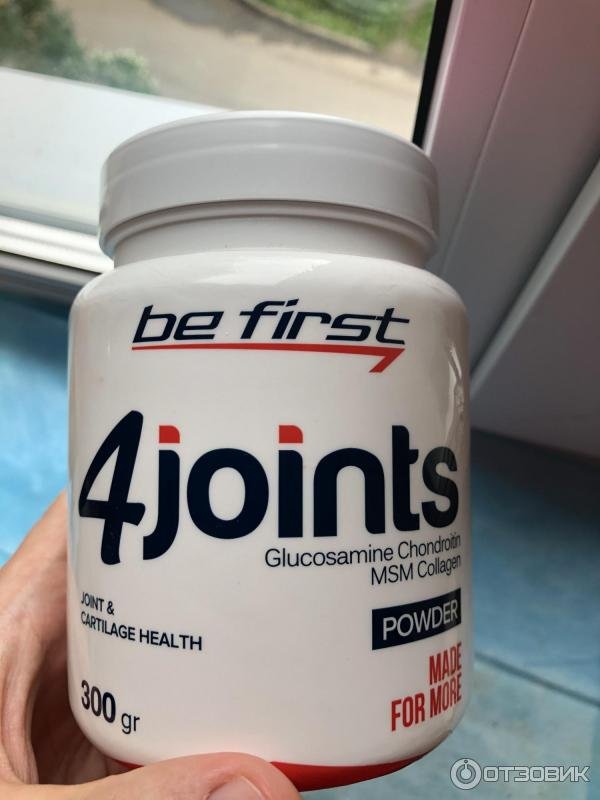 be first
4joints
Glucosamine Chondroitin
MSM Collagen
POWDER
JOINT &
CARTILAGE HEALTH
MADE
FOR MORE
300 gr
ОТЗОВИК